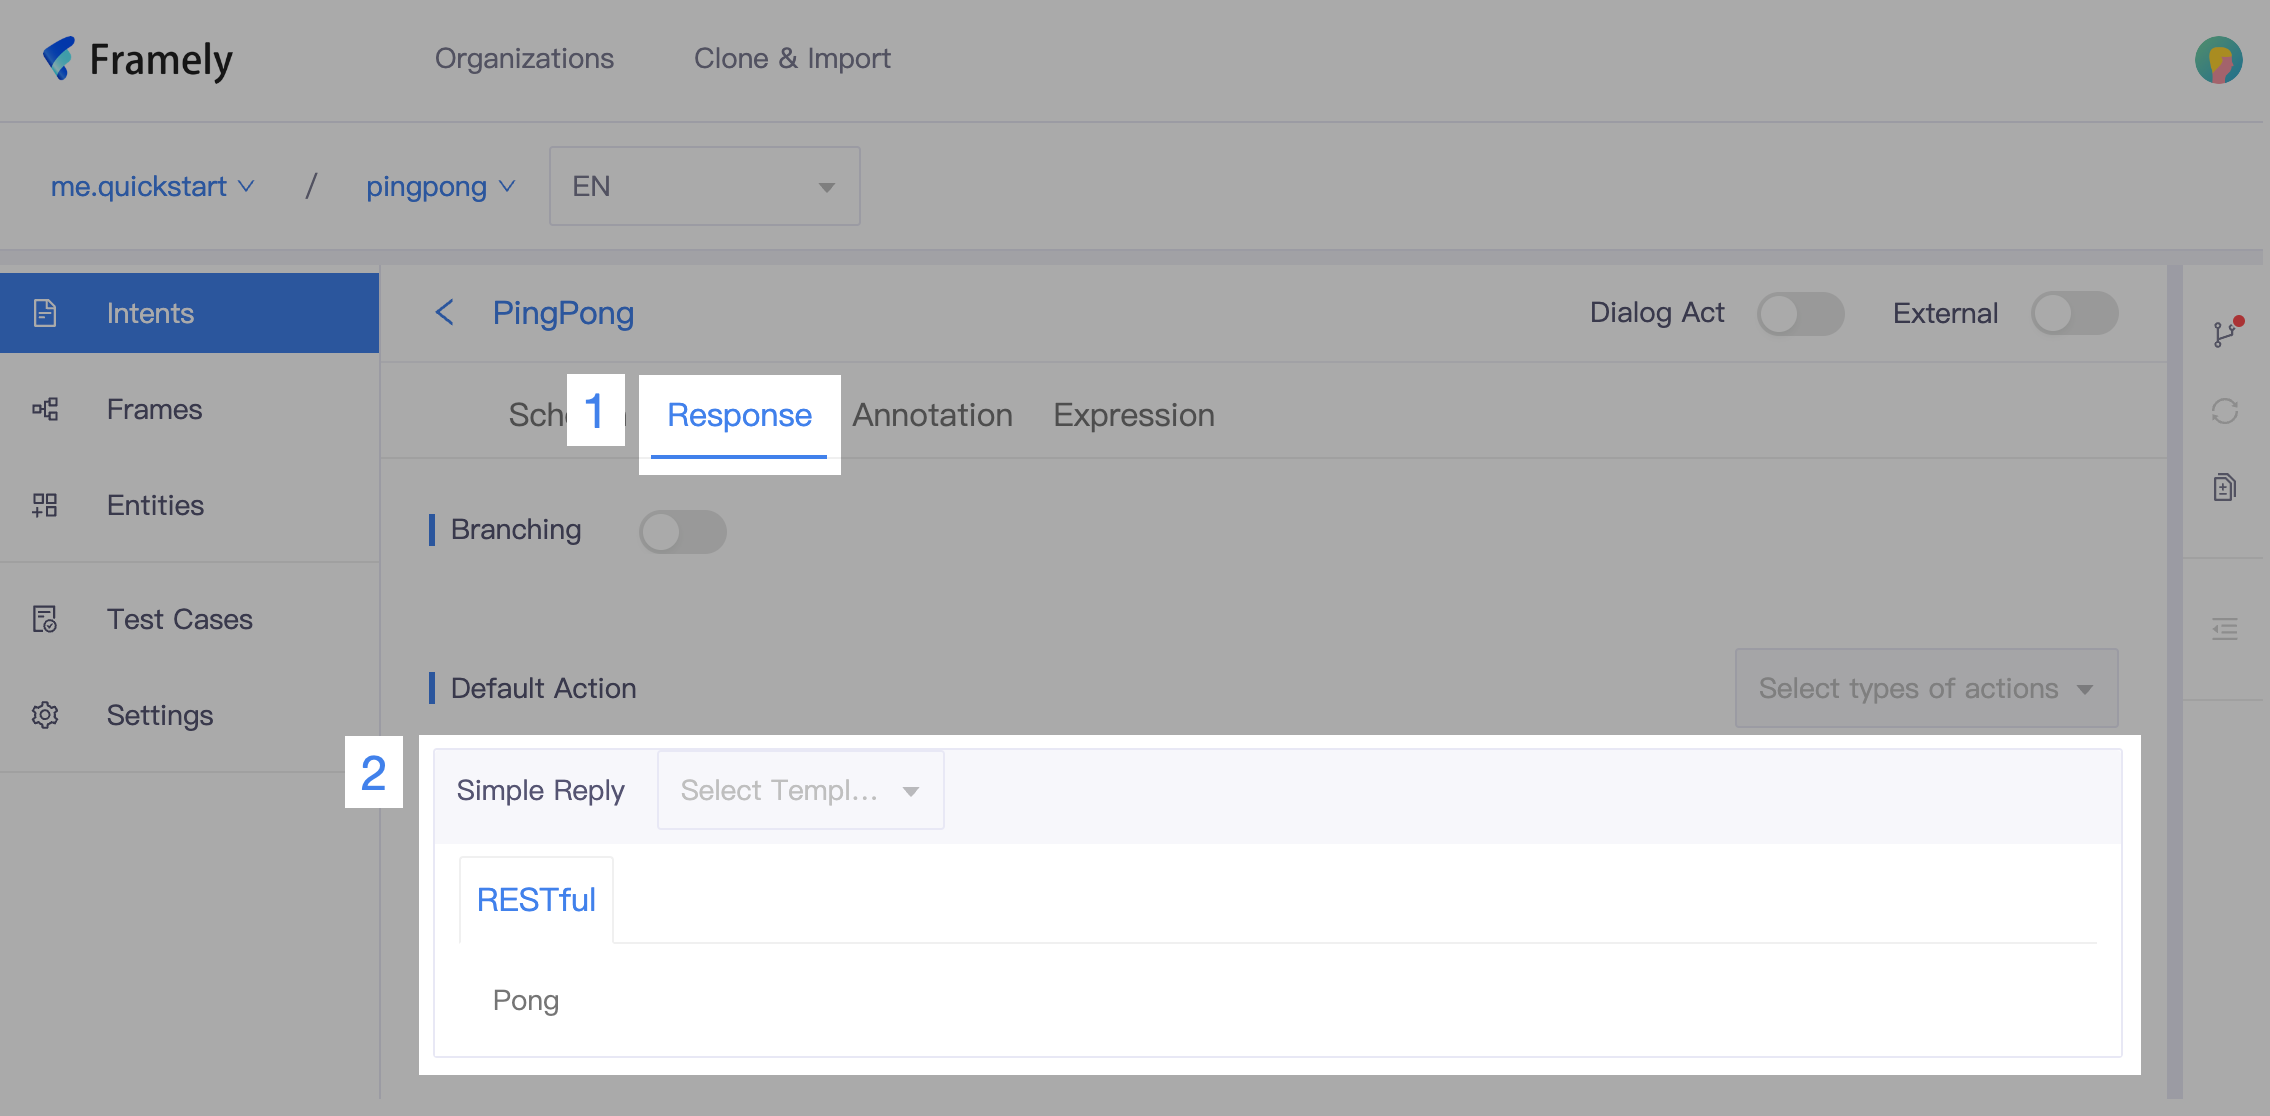 Framely
Organizations
Clone & Import
me.quickstart
/
pingpong
EN
Intents
Frames
Entities
Test Cases
Settings
PingPong
Dialog Act
External
1
Response
Annotation
Expression
Branching
Default Action
Select types of actions
2
Simple Reply
Select Templ...
RESTful
Pong